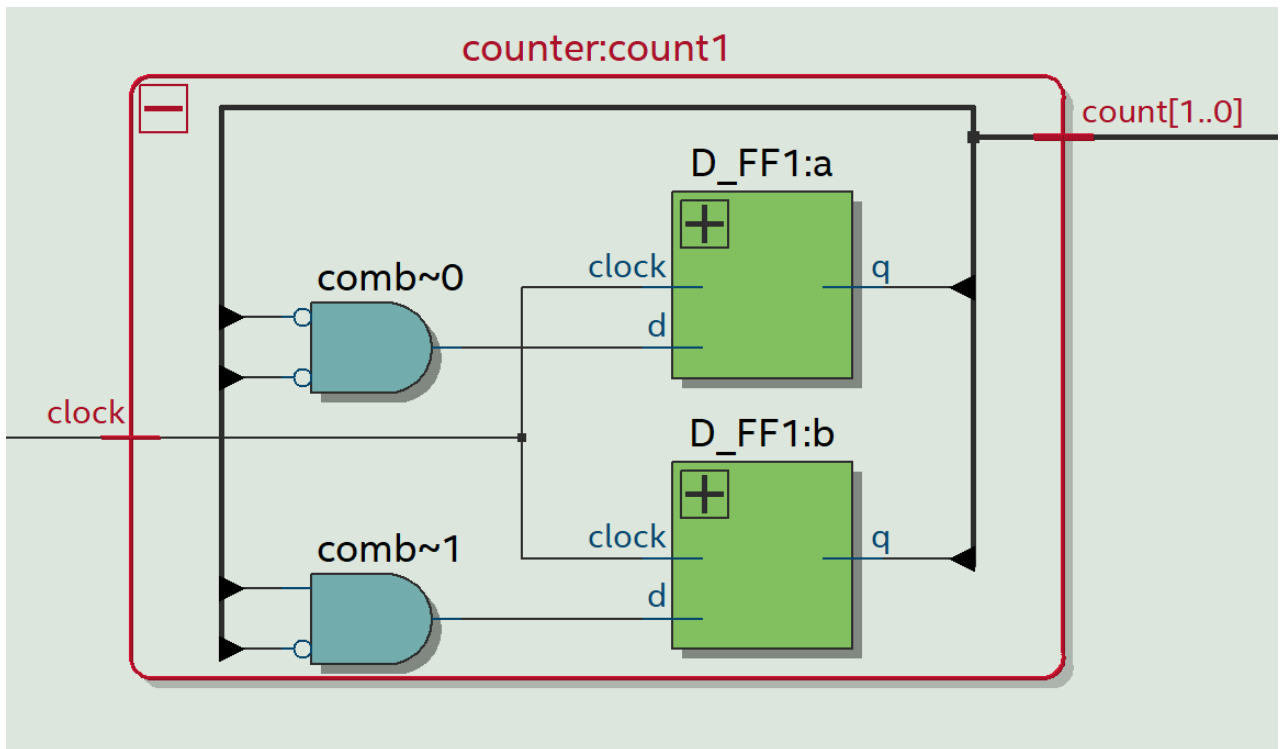 counter:count1
count[1..0]
D_FF1:a
clock
q
comb~0
d
clock
D_FF1:b
clock
q
comb~1
d